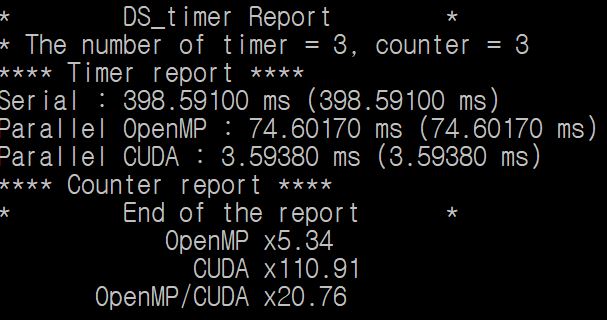 *        DS_timer Report        *
* The number of timer = 3, counter = 3
**** Timer report ****
Serial : 398.59100 ms (398.59100 ms)
Parallel OpenMP : 74.60170 ms (74.60170 ms)
Parallel CUDA : 3.59380 ms (3.59380 ms)
**** Counter report ****
*        End of the report        *
OpenMP x5.34
CUDA x110.91
OpenMP/CUDA x20.76